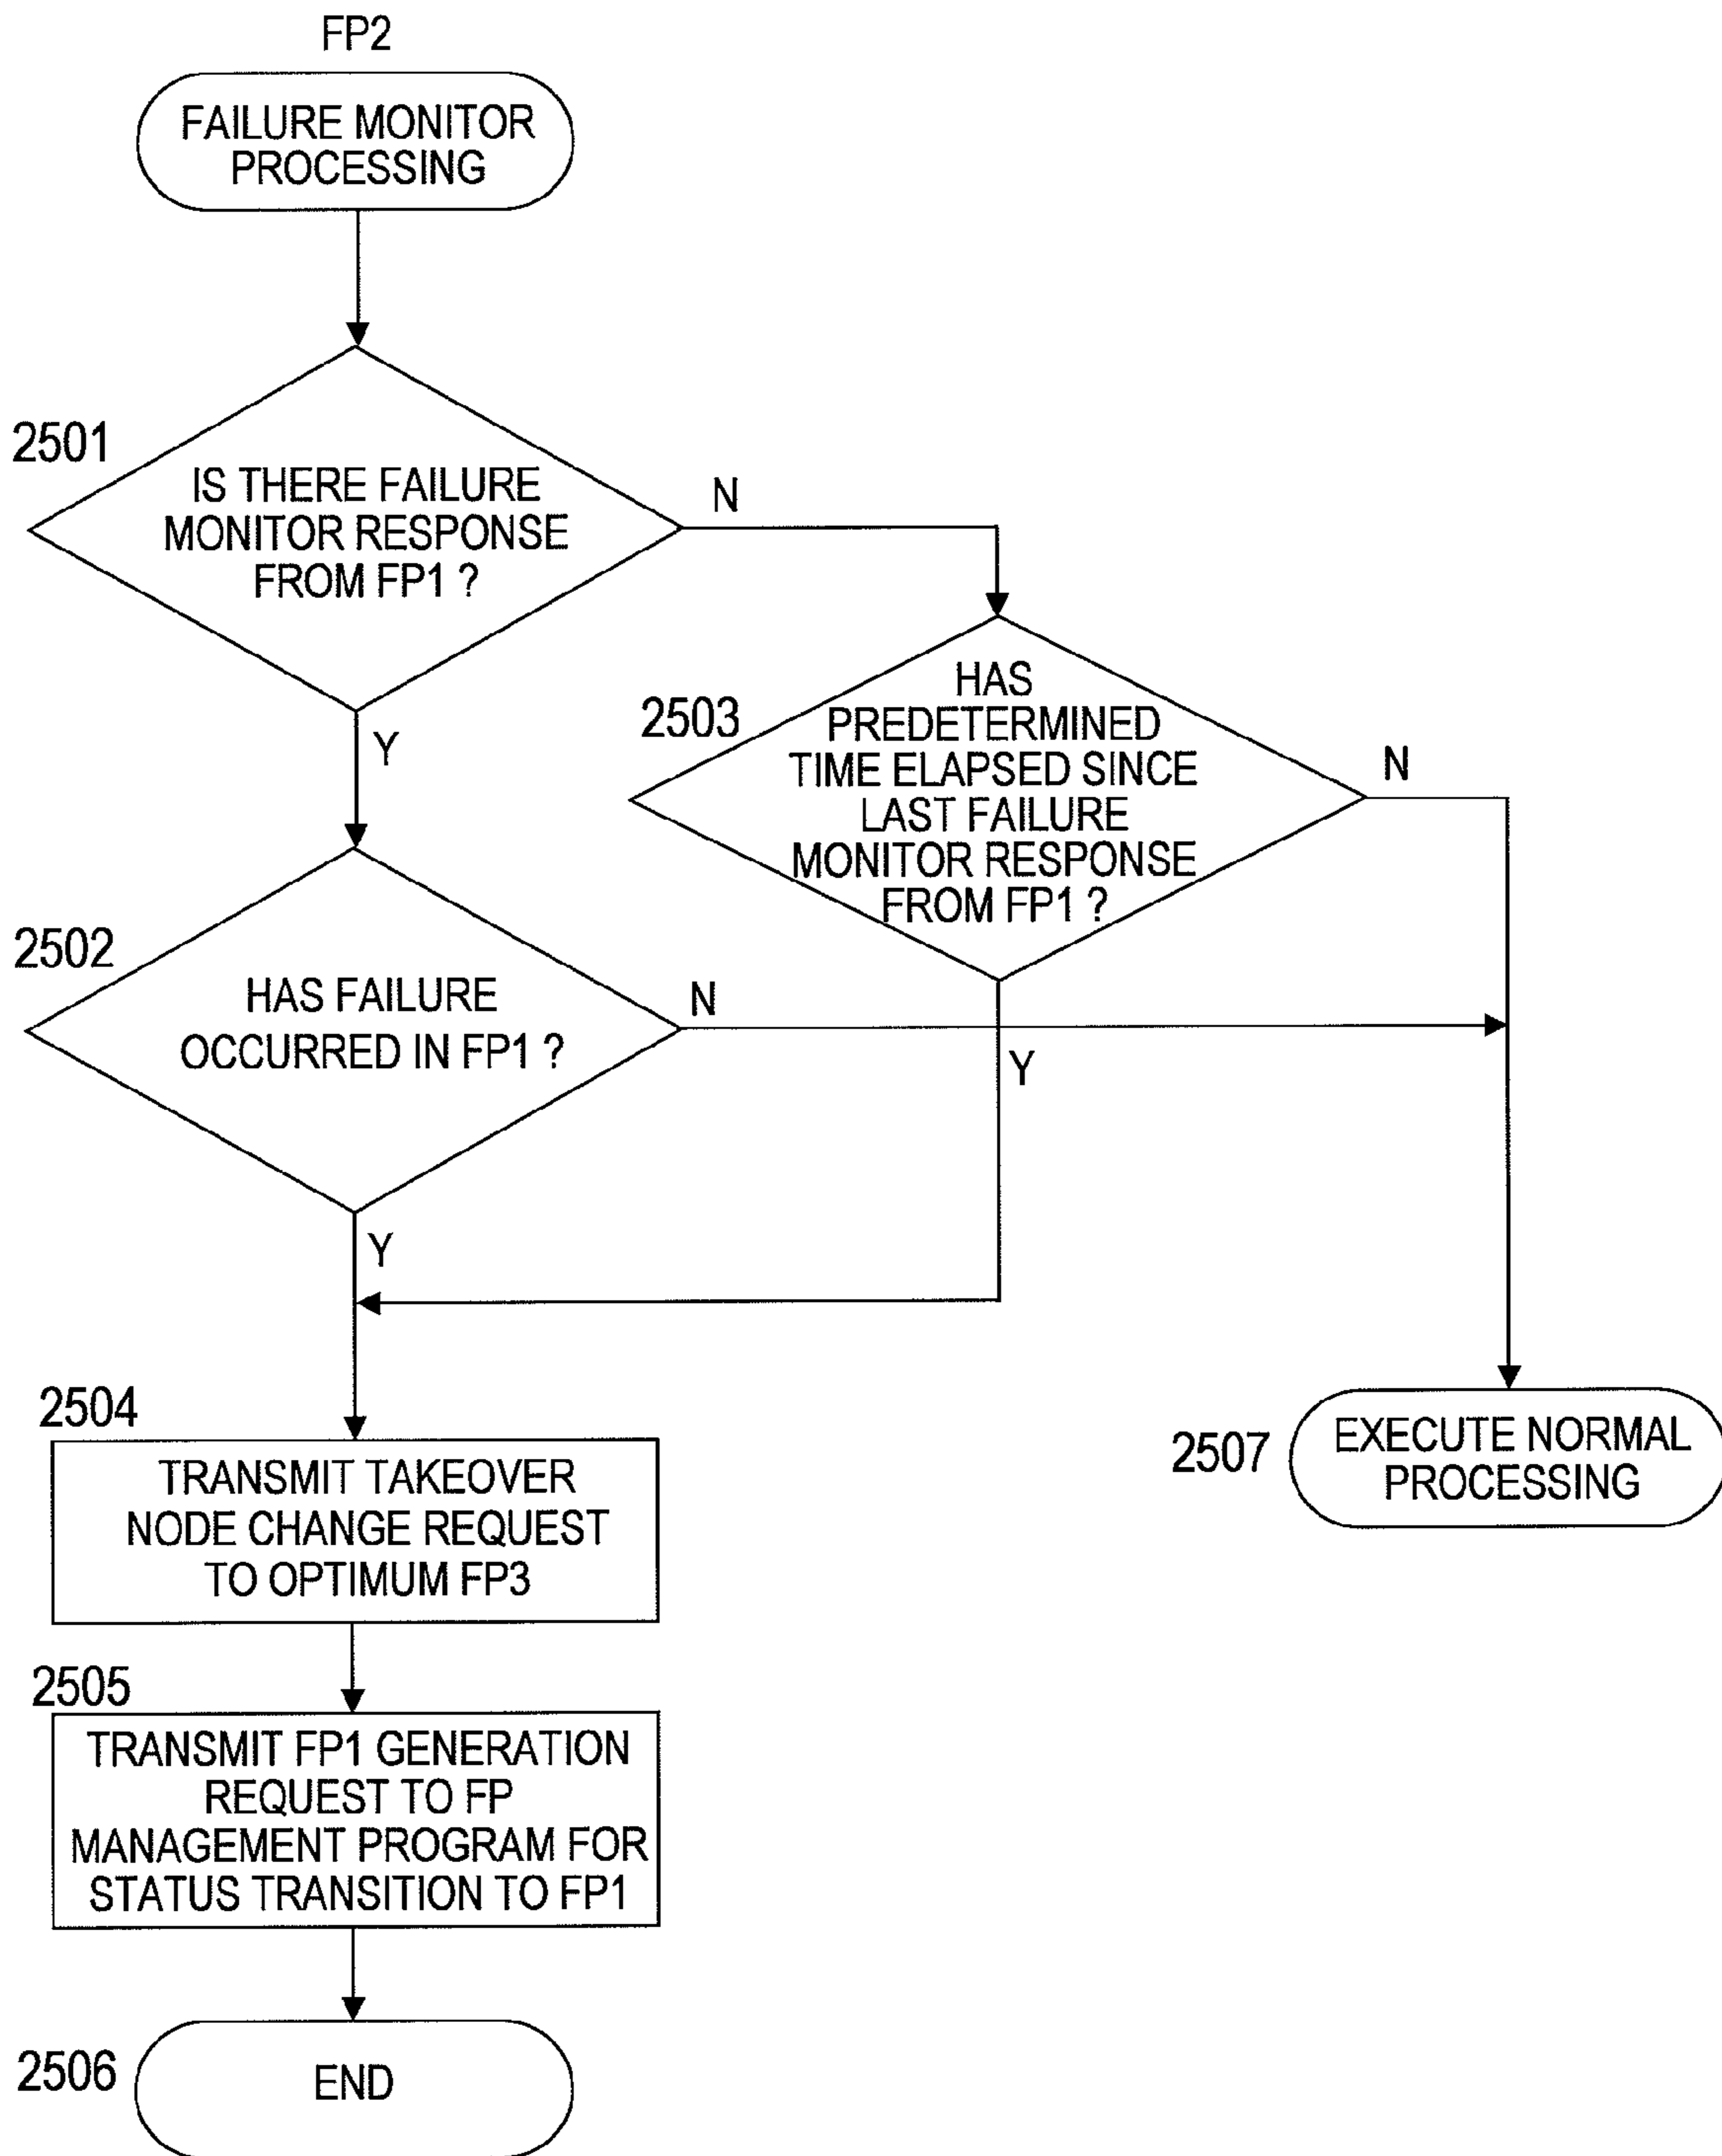 FP2
FAILURE MONITOR
PROCESSING
2501
IS THERE FAILURE
MONITOR RESPONSE
FROM FP1 ?
N
Y
2503
HAS
PREDETERMINED
TIME ELAPSED SINCE
LAST FAILURE
MONITOR RESPONSE
FROM FP1 ?
N
Y
2502
HAS FAILURE
OCCURRED IN FP1 ?
N
Y
2504
TRANSMIT TAKEOVER
NODE CHANGE REQUEST
TO OPTIMUM FP3
2507
EXECUTE NORMAL
PROCESSING
2505
TRANSMIT FP1 GENERATION
REQUEST TO FP
MANAGEMENT PROGRAM FOR
STATUS TRANSITION TO FP1
2506
END